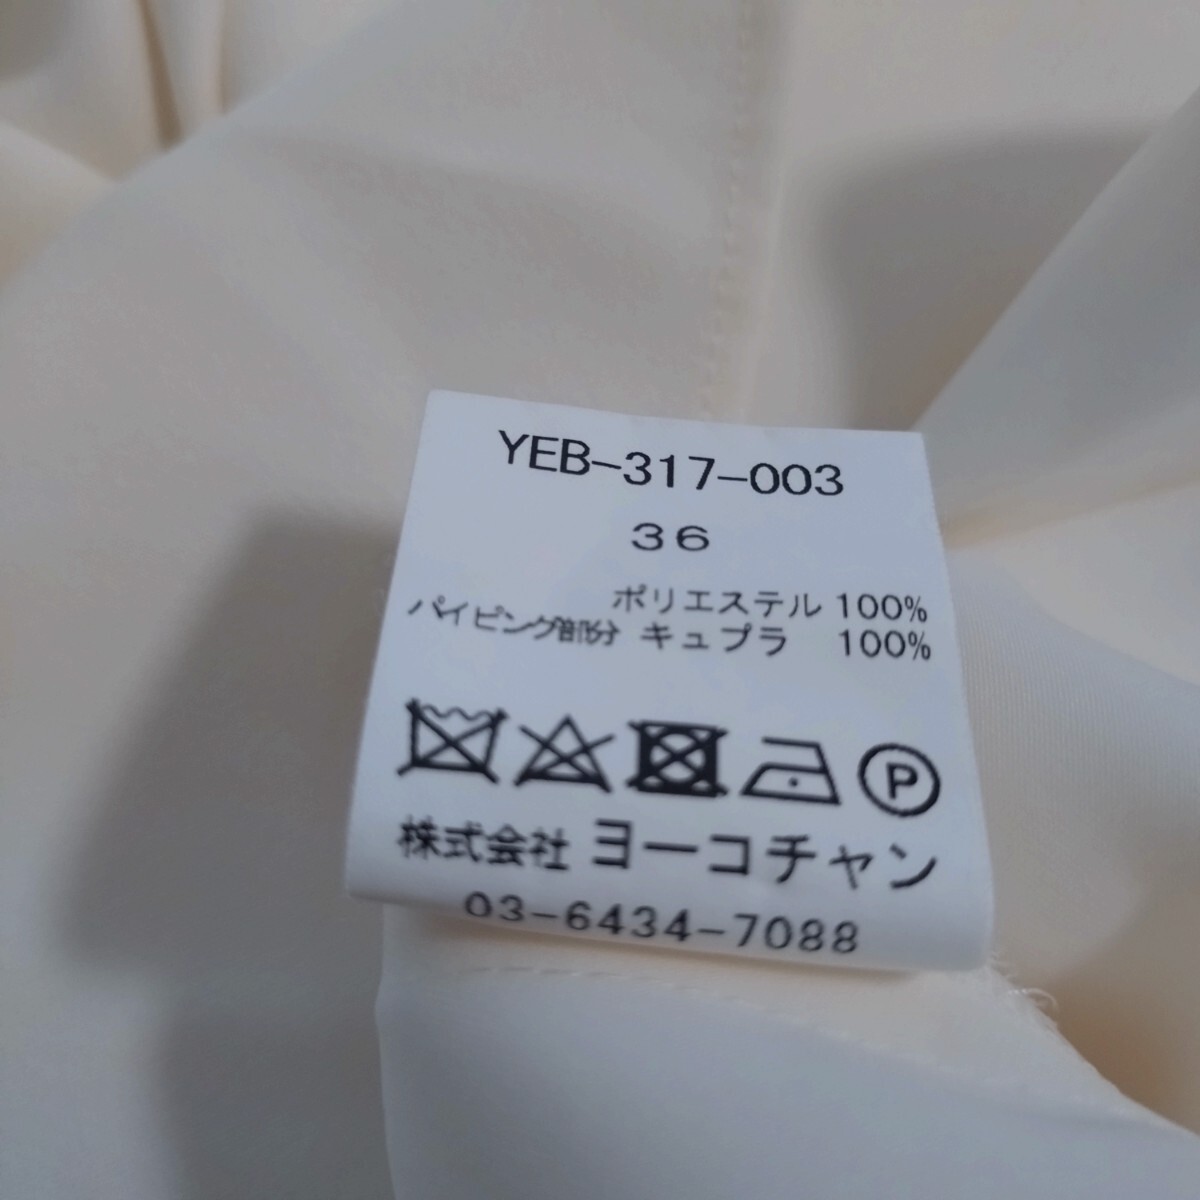 YEB-317-003
36
ポリエステル 100%
パイピング部分 キュプラ 100%
P
株式会社 ヨーコチャン
03-6434-7088